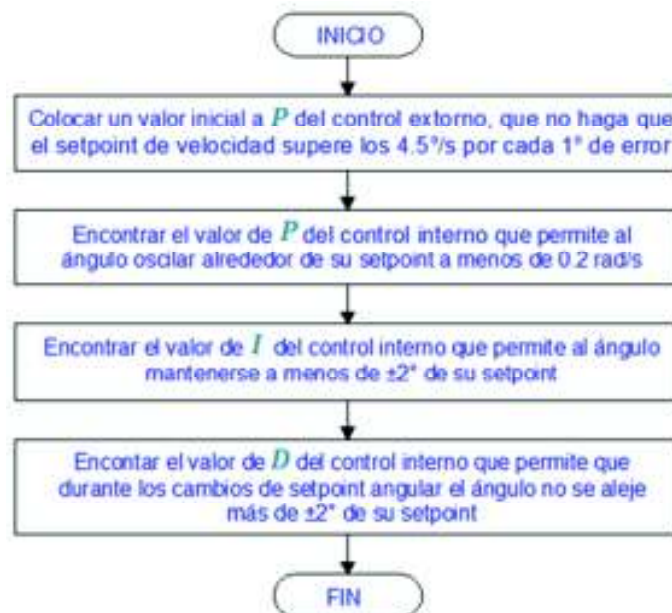 INICIO
Colocar un valor inicial a P del control extorno, que no haga que
el setpoint de velocidad supere los 4.5°/s por cada 1° de error
Encontrar el valor de P del control interno que permite al
ángulo oscilar alrededor de su setpoint a menos de 0.2 rad/s
Encontrar el valor de I del control interno que permite al ángulo
mantenerse a menos de ±2° de su setpoint
Encontar el valor de D del control interno que permite que
durante los cambios de setpoint angular el ángulo no se aleje
más de ±2° de su setpoint
FIN